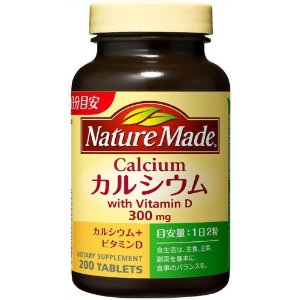 日分目安
Nature Made
Calcium
カルシウム
with Vitamin D
300 mg
カルシウム+
ビタミンD
目安量:1日2粒
DIETARY SUPPLEMENT
200 TABLETS
食生活は、主食、主菜、
副菜を基本に、
食事のバランスを。